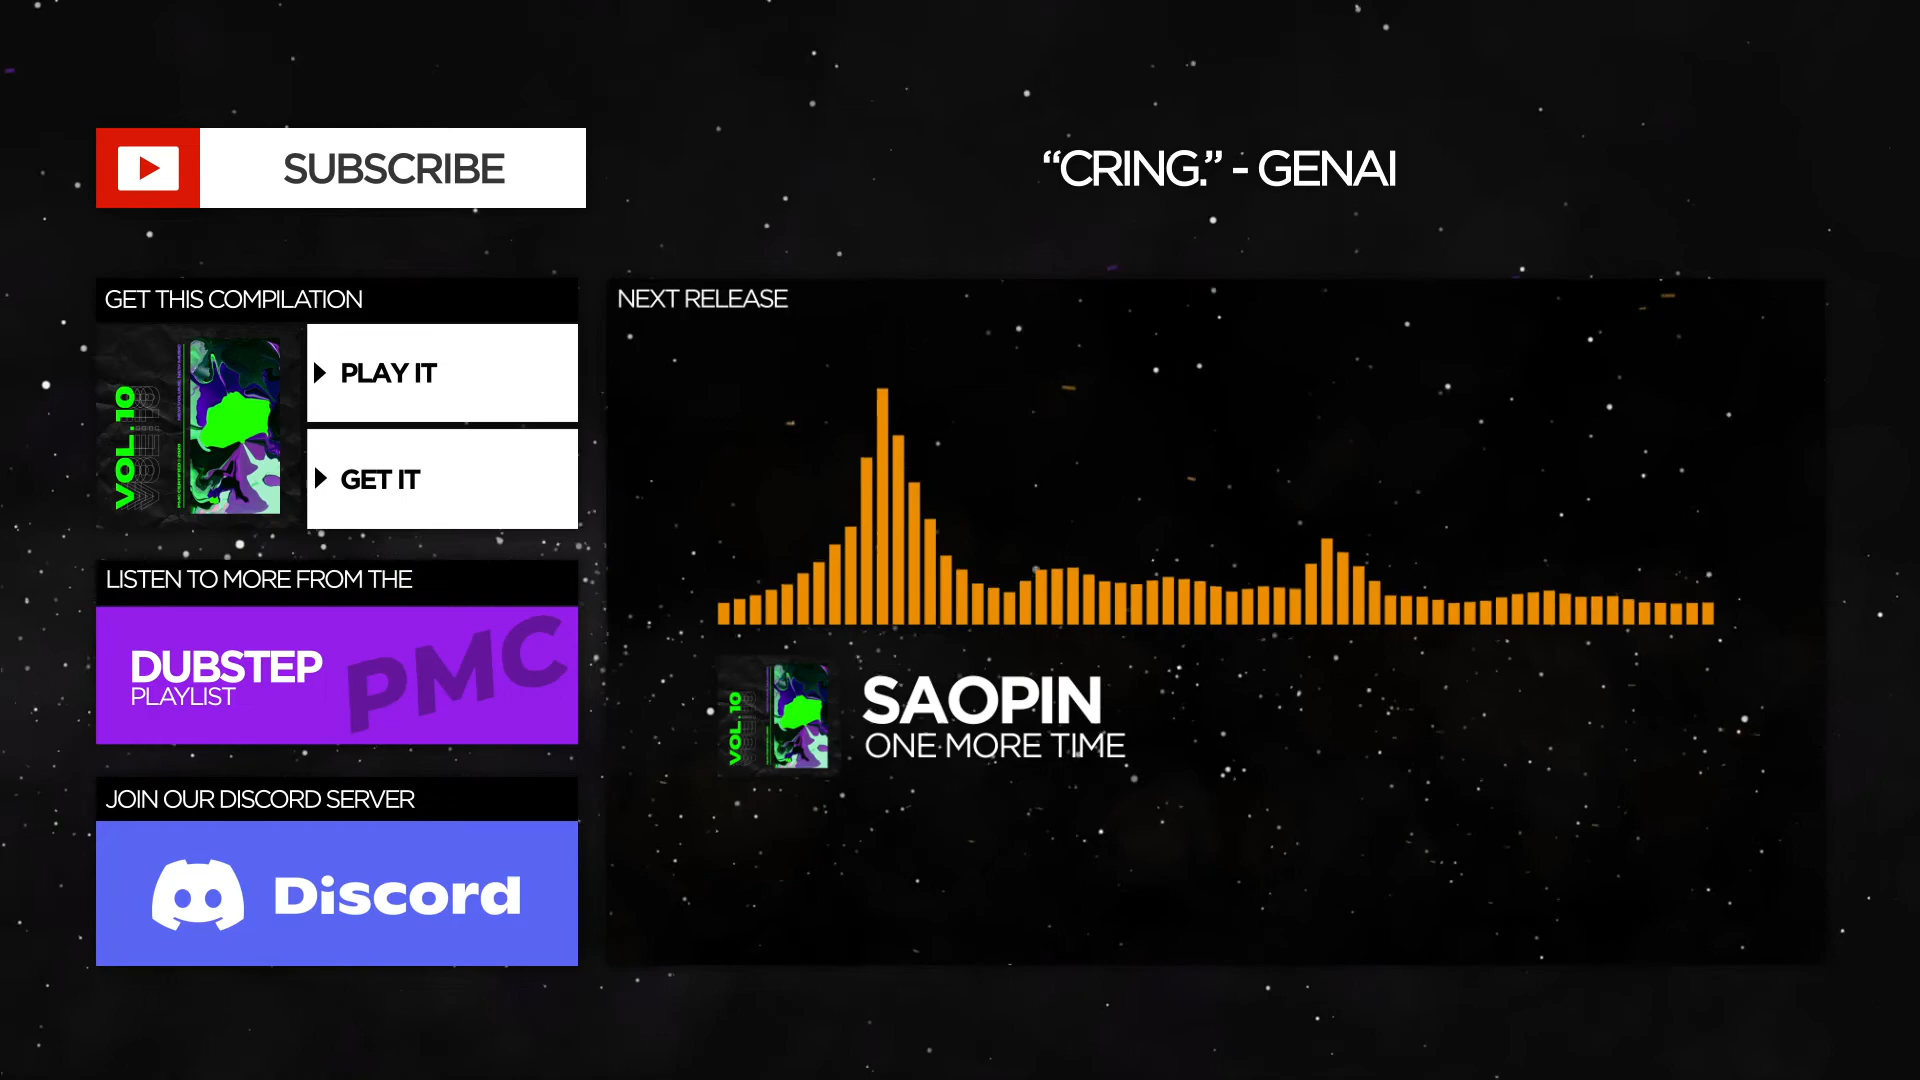 SUBSCRIBE
“CRING.” - GENAI
GET THIS COMPILATION
VOL.10
PLAY IT
GET IT
LISTEN TO MORE FROM THE
DUBSTEP
PLAYLIST
PMC
JOIN OUR DISCORD SERVER
Discord
NEXT RELEASE
VOL.10
SAOPIN
ONE MORE TIME